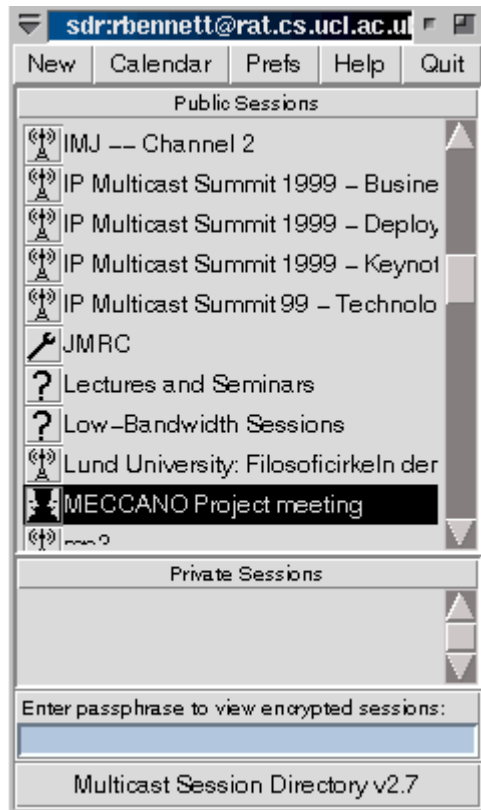 sdr:rbennett@rat.cs.ucl.ac.ul
New Calendar Prefs Help Quit
Public Sessions
IMJ -- Channel 2
IP Multicast Summit 1999 - Busine
IP Multicast Summit 1999 - Deploy
IP Multicast Summit 1999 - Keynot
IP Multicast Summit 99 - Technolo
JMRC
? Lectures and Seminars
? Low-Bandwidth Sessions
Lund University: Filosoficirkeln der
MECCANO Project meeting
Private Sessions
Enter passphrase to view encrypted sessions:
Multicast Session Directory v2.7